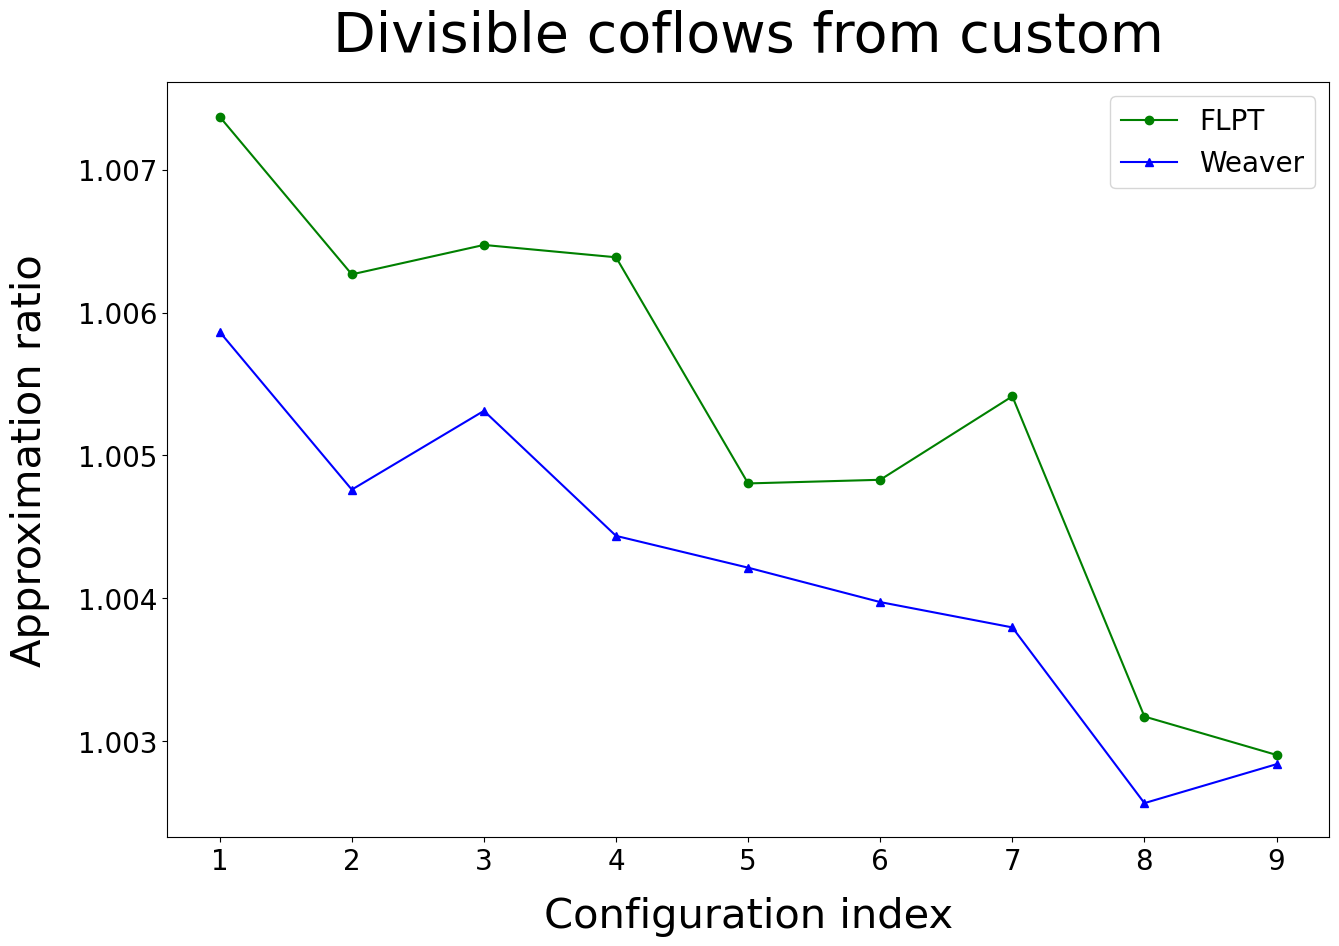 Divisible coflows from custom
FLPT
Weaver
Approximation ratio
1.007
1.006
1.005
1.004
1.003
1 2 3 4 5 6 7 8 9
Configuration index